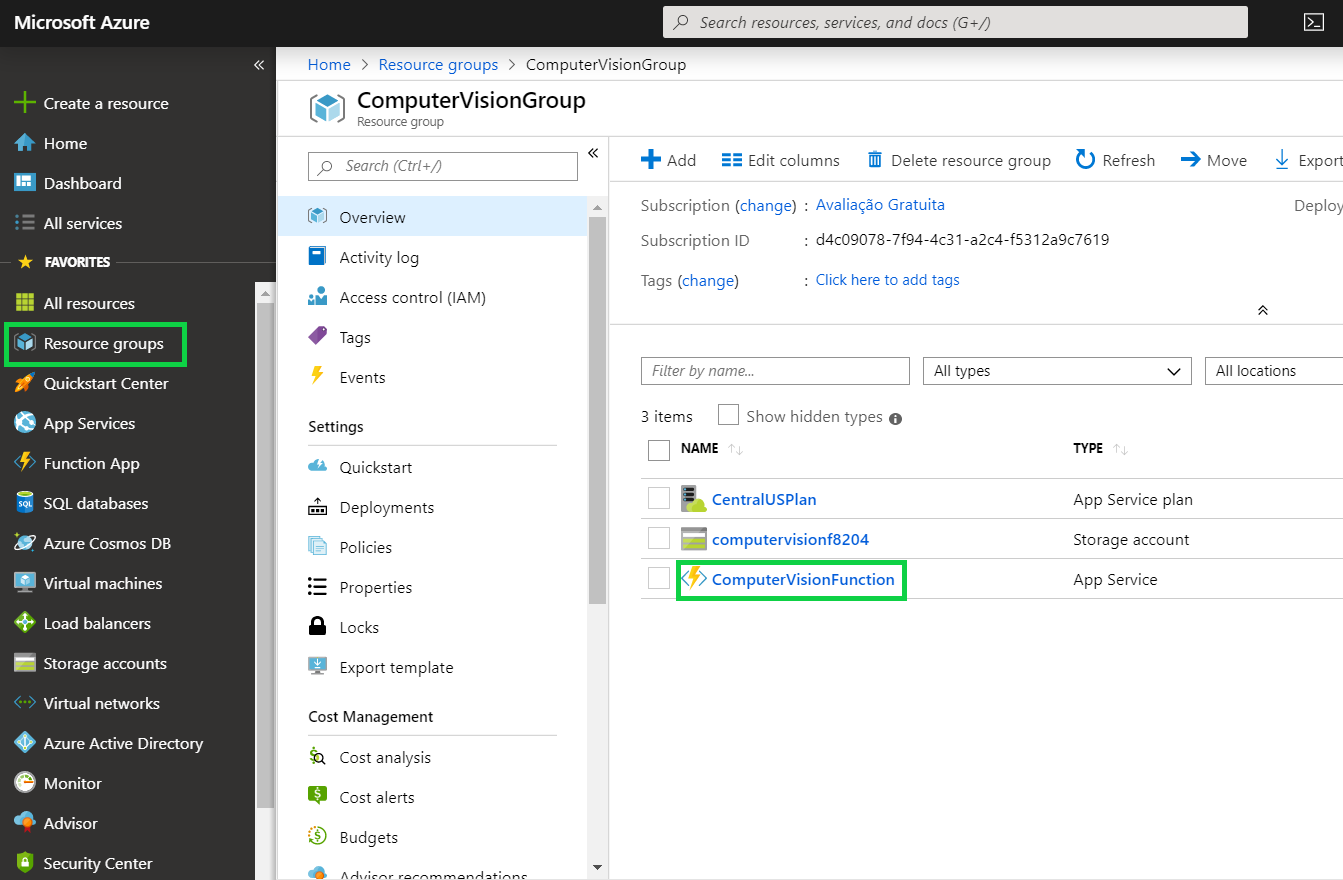 Microsoft Azure
Search resources, services, and docs (G+/)
Create a resource
Home
Dashboard
All services
FAVORITES
All resources
Resource groups
Quickstart Center
App Services
Function App
SQL databases
Azure Cosmos DB
Virtual machines
Load balancers
Storage accounts
Virtual networks
Azure Active Directory
Monitor
Advisor
Security Center
Home > Resource groups > ComputerVisionGroup
ComputerVisionGroup
Resource group
Search (Ctrl+/)
Overview
Activity log
Access control (IAM)
Tags
Events
Settings
Quickstart
Deployments
Policies
Properties
Locks
Export template
Cost Management
Cost analysis
Cost alerts
Budgets
Advisor recommendations
Add Edit columns Delete resource group Refresh Move Export
Subscription (change) : Avaliação Gratuita Deploy
Subscription ID : d4c09078-7f94-4c31-a2c4-f5312a9c7619
Tags (change) : Click here to add tags
Filter by name... All types All locations
3 items Show hidden types
NAME TYPE
CentralUSPlan App Service plan
computervisionf8204 Storage account
ComputerVisionFunction App Service